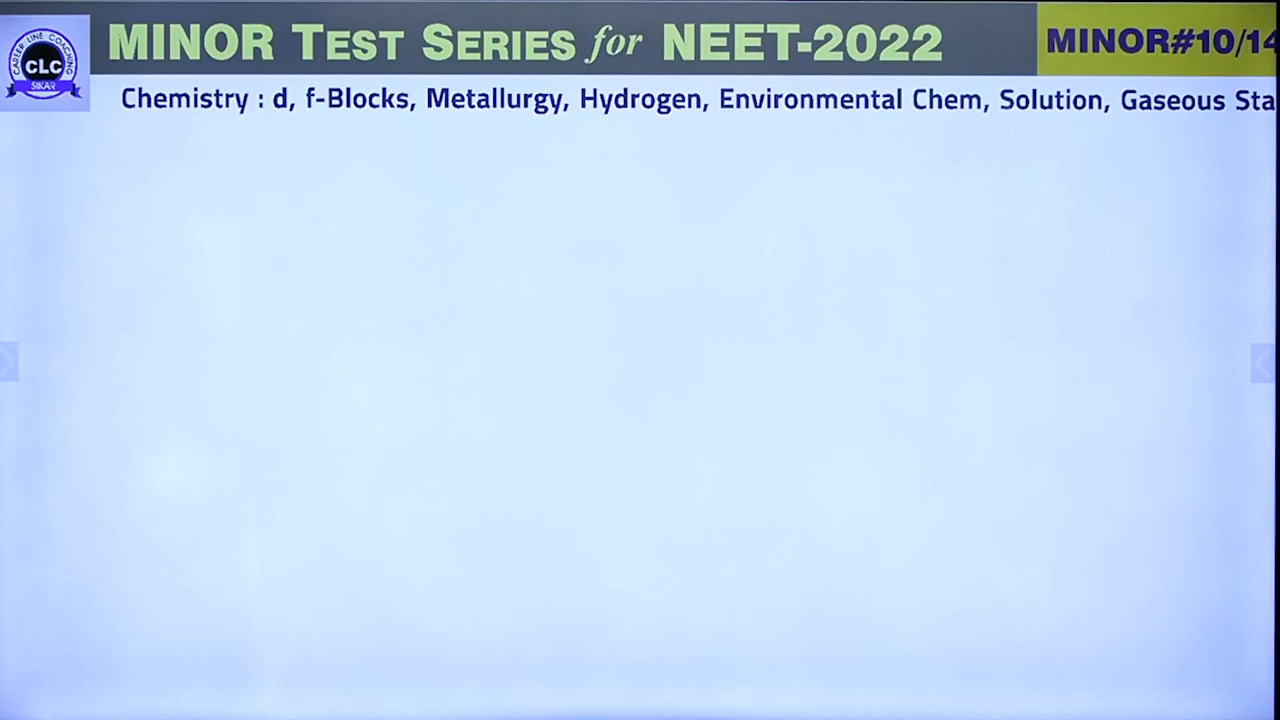 MINOR TEST SERIES for NEET-2022
MINOR#10/14
CAREER LINE COACHING
CLC
SIKAR
Chemistry : d, f-Blocks, Metallurgy, Hydrogen, Environmental Chem, Solution, Gaseous Sta